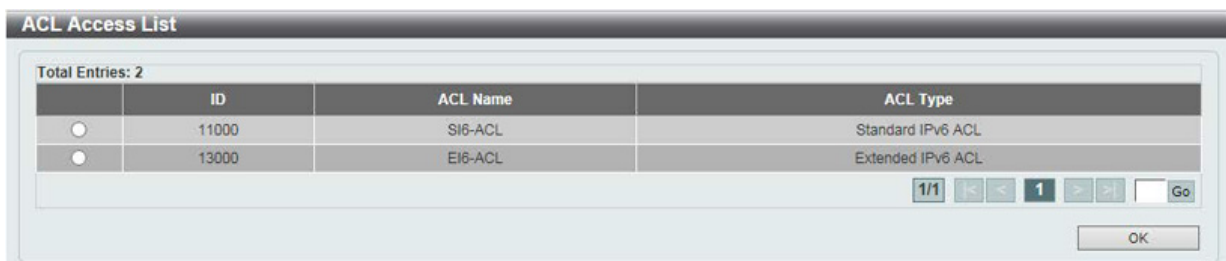 ACL Access List
Total Entries: 2
ID ACL Name ACL Type
11000 SI6-ACL Standard IPv6 ACL
13000 EI6-ACL Extended IPv6 ACL
1/1 |< < 1 > >| Go
OK